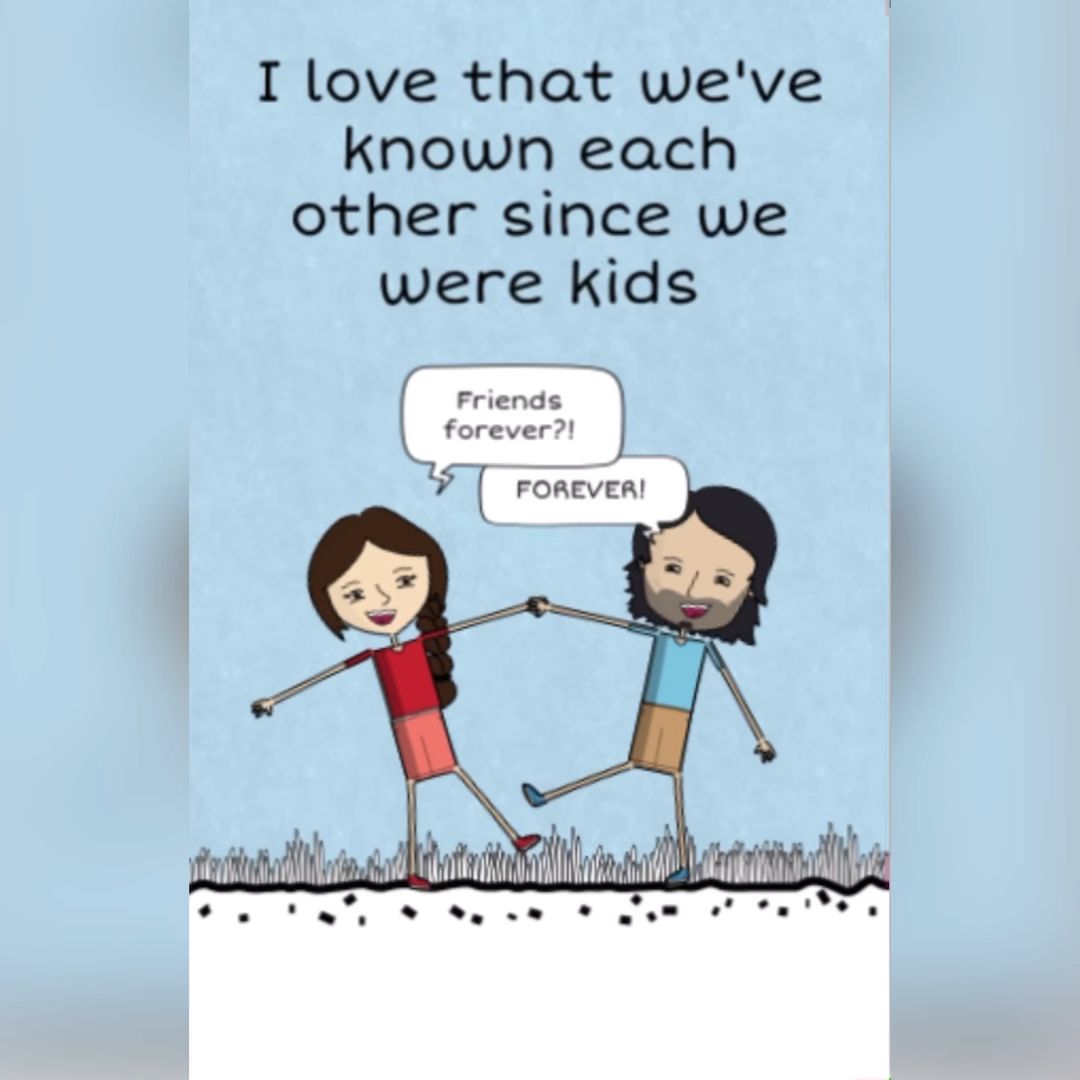 I love that we've
known each
other since we
were kids
Friends
forever?!
FOREVER!